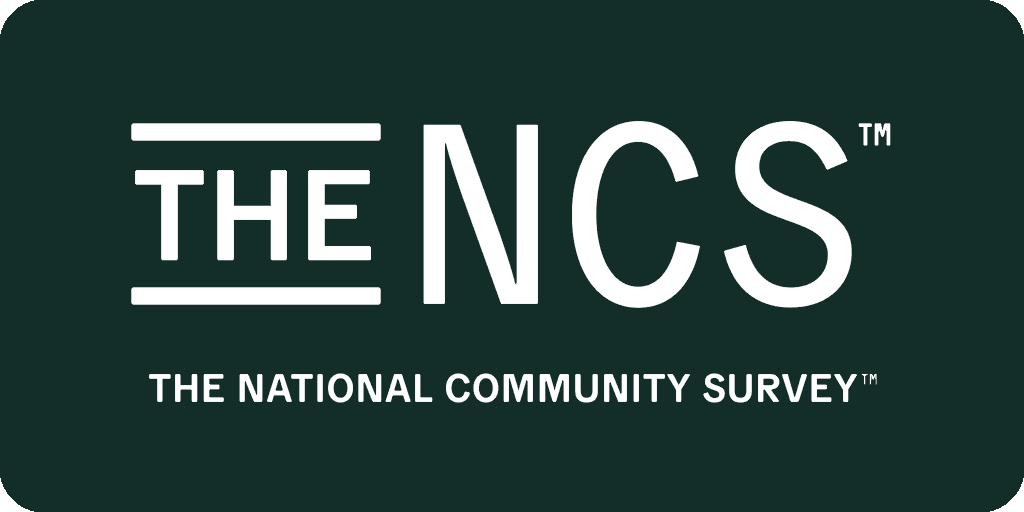 THE NCS™
THE NATIONAL COMMUNITY SURVEY™